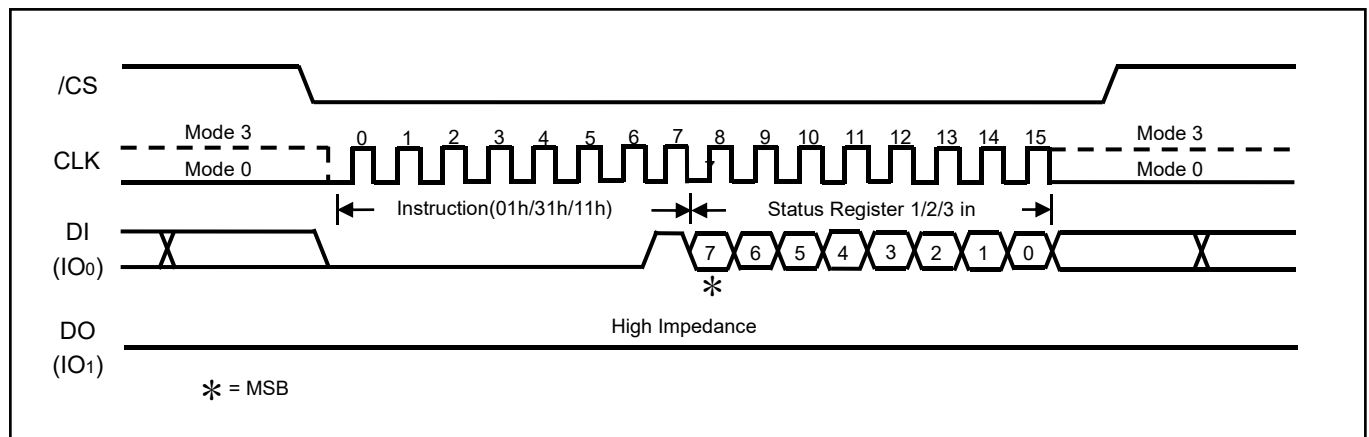 /CS
Mode 3 0 1 2 3 4 5 6 7 8 9 10 11 12 13 14 15 Mode 3
CLK 7
Mode 0 Mode 0
Instruction(01h/31h/11h) Status Register 1/2/3 in
DI
(IO0) 7 6 5 4 3 2 1 0
*
DO High Impedance
(IO1)
* = MSB